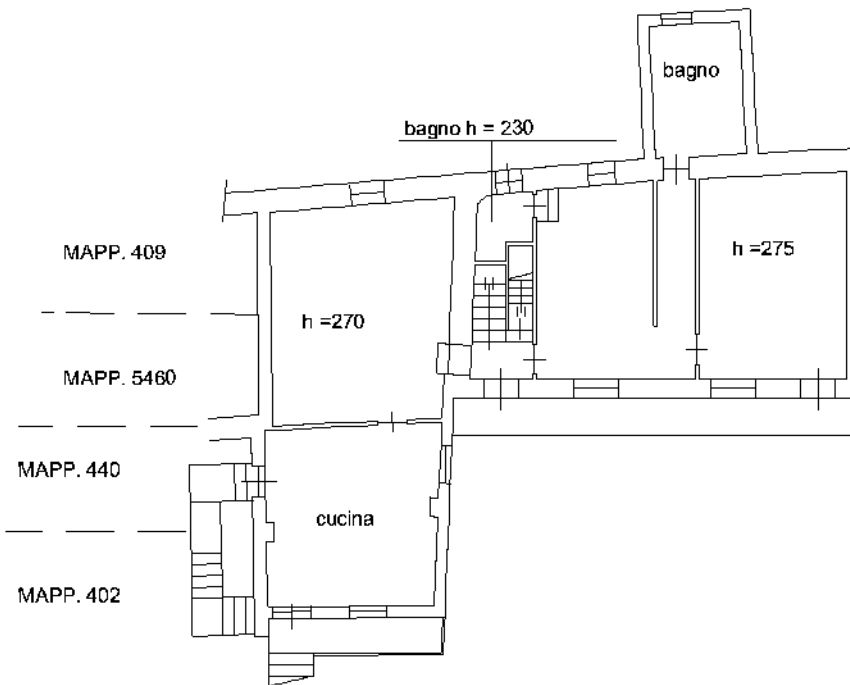 bagno
bagno h = 230
MAPP. 409
h =275
h =270
MAPP. 5460
MAPP. 440
cucina
MAPP. 402